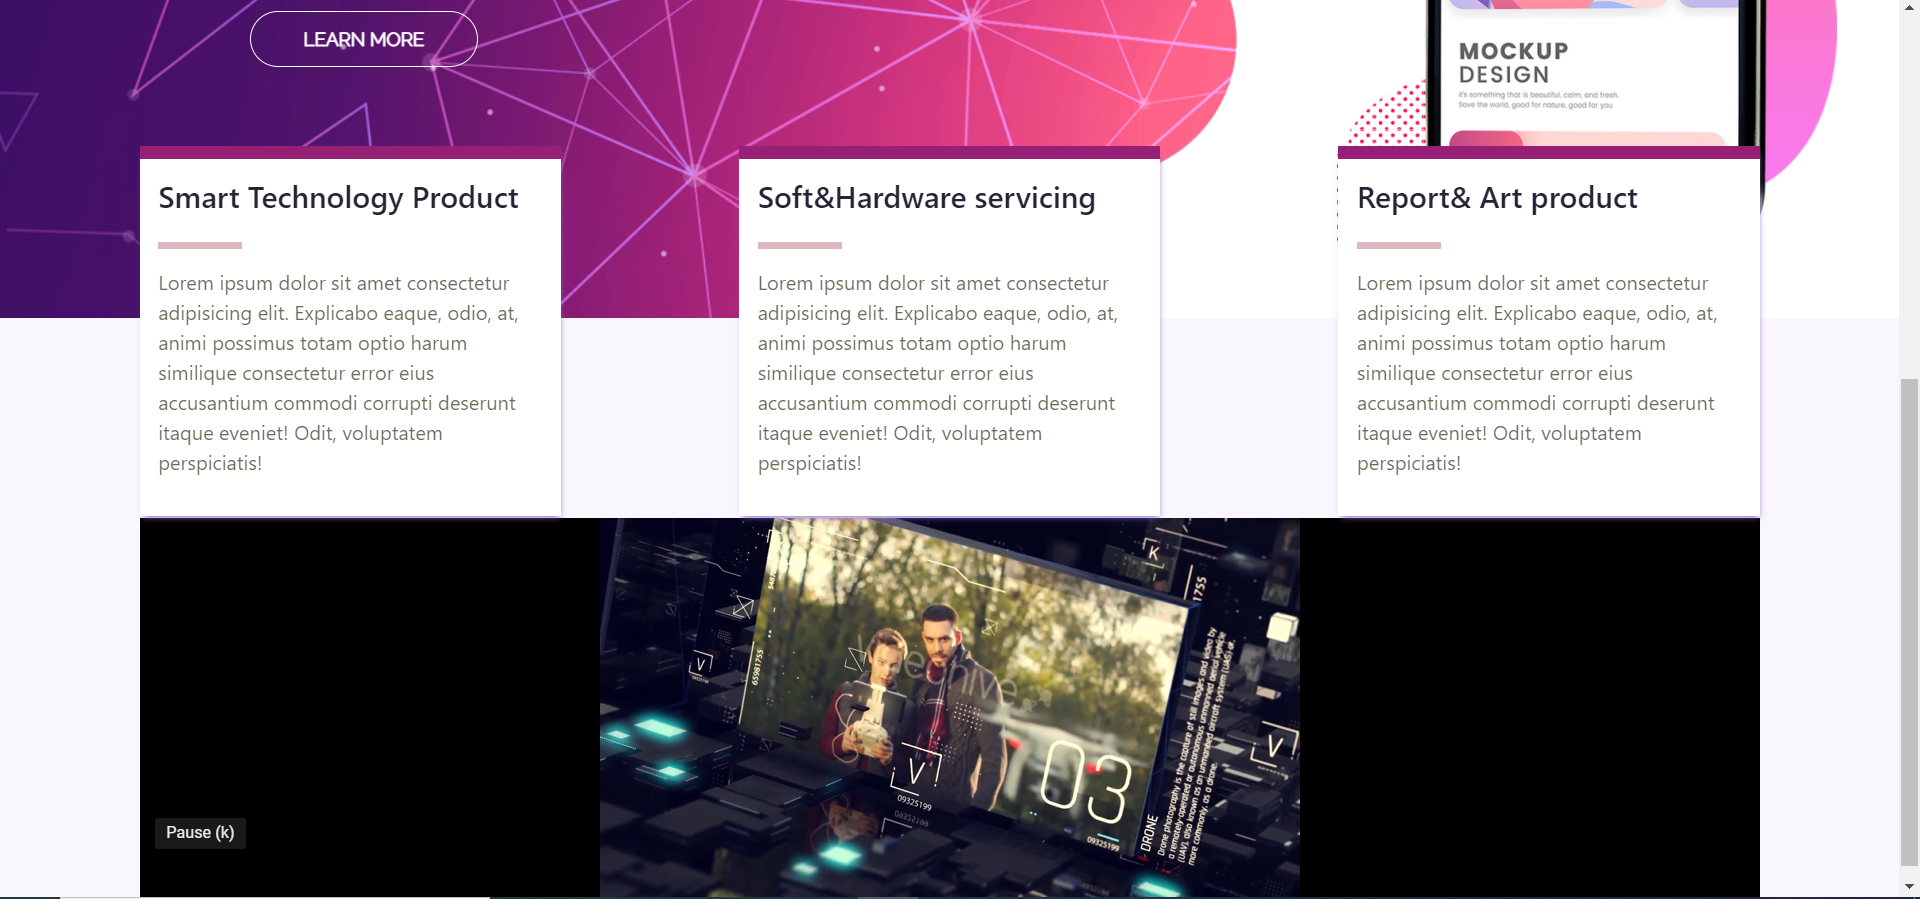 LEARN MORE
MOCKUP
DESIGN
It's something that is beautiful, calm, and fresh.
Save the world, good for nature, good for you
Smart Technology Product
Lorem ipsum dolor sit amet consectetur
adipisicing elit. Explicabo eaque, odio, at,
animi possimus totam optio harum
similique consectetur error eius
accusantium commodi corrupti deserunt
itaque eveniet! Odit, voluptatem
perspiciatis!
Soft&Hardware servicing
Lorem ipsum dolor sit amet consectetur
adipisicing elit. Explicabo eaque, odio, at,
animi possimus totam optio harum
similique consectetur error eius
accusantium commodi corrupti deserunt
itaque eveniet! Odit, voluptatem
perspiciatis!
Report& Art product
Lorem ipsum dolor sit amet consectetur
adipisicing elit. Explicabo eaque, odio, at,
animi possimus totam optio harum
similique consectetur error eius
accusantium commodi corrupti deserunt
itaque eveniet! Odit, voluptatem
perspiciatis!
K
1755
V
65981755
V
09325199
03
09325199
V
DRONE
Drone photography is the capture of still images and video by
a remotely-operated or autonomous unmanned aerial vehicle
(UAV), also known as an unmanned aircraft system (UAS) or,
more commonly, as a drone.
Pause (k)